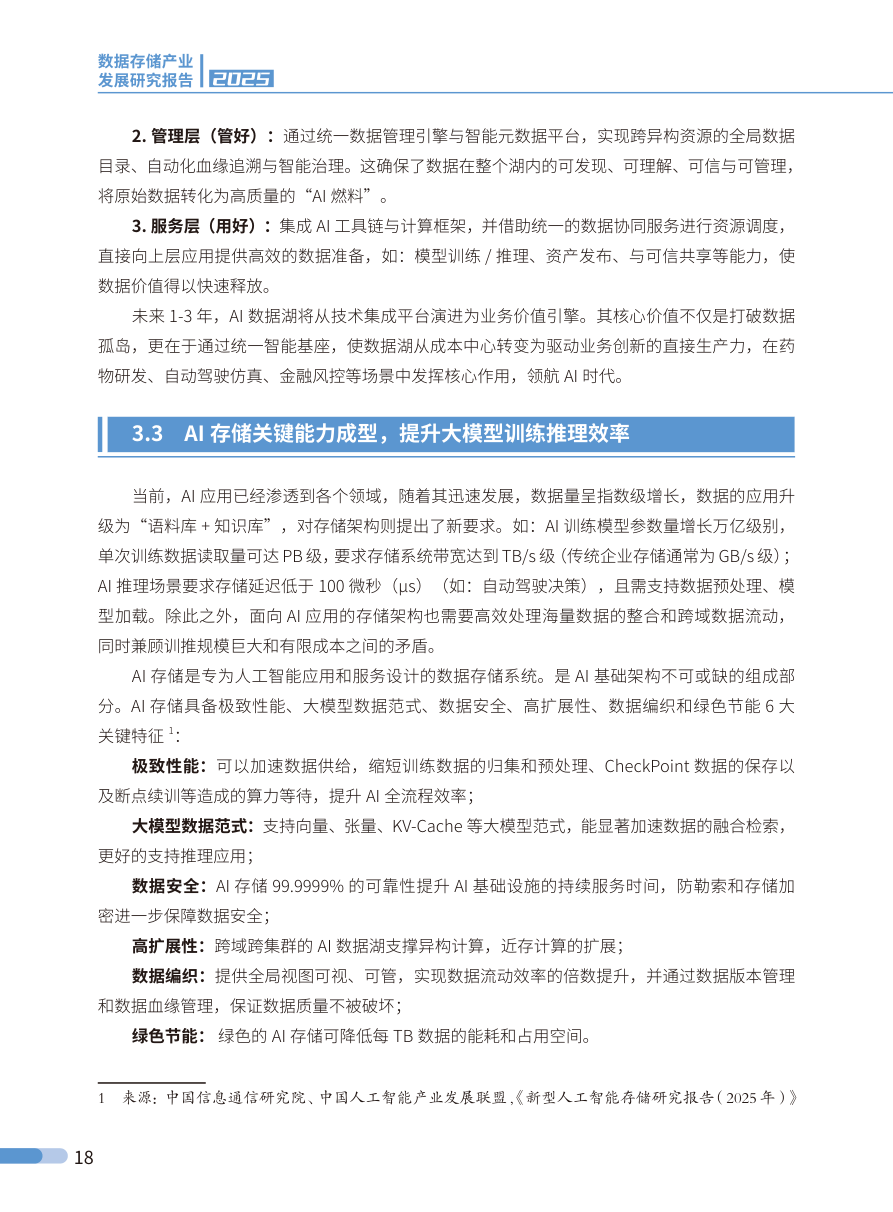 数据存储产业
发展研究报告 2025
2. 管理层（管好）：通过统一数据管理引擎与智能元数据平台，实现跨异构资源的全局数据
目录、自动化血缘追溯与智能治理。这确保了数据在整个湖内的可发现、可理解、可信与可管理，
将原始数据转化为高质量的“AI 燃料”。
3. 服务层（用好）：集成 AI 工具链与计算框架，并借助统一的数据协同服务进行资源调度，
直接向上层应用提供高效的数据准备，如：模型训练 / 推理、资产发布、与可信共享等能力，使
数据价值得以快速释放。
未来 1-3 年，AI 数据湖将从技术集成平台演进为业务价值引擎。其核心价值不仅是打破数据
孤岛，更在于通过统一智能基座，使数据湖从成本中心转变为驱动业务创新的直接生产力，在药
物研发、自动驾驶仿真、金融风控等场景中发挥核心作用，领航 AI 时代。
3.3 AI 存储关键能力成型，提升大模型训练推理效率
当前，AI 应用已经渗透到各个领域，随着其迅速发展，数据量呈指数级增长，数据的应用升
级为“语料库 + 知识库”，对存储架构则提出了新要求。如：AI 训练模型参数量增长万亿级别，
单次训练数据读取量可达 PB 级，要求存储系统带宽达到 TB/s 级（传统企业存储通常为 GB/s 级）；
AI 推理场景要求存储延迟低于 100 微秒（μs）（如：自动驾驶决策），且需支持数据预处理、模
型加载。除此之外，面向 AI 应用的存储架构也需要高效处理海量数据的整合和跨域数据流动，
同时兼顾训推规模巨大和有限成本之间的矛盾。
AI 存储是专为人工智能应用和服务设计的数据存储系统。是 AI 基础架构不可或缺的组成部
分。AI 存储具备极致性能、大模型数据范式、数据安全、高扩展性、数据编织和绿色节能 6 大
关键特征 1：
极致性能：可以加速数据供给，缩短训练数据的归集和预处理、CheckPoint 数据的保存以
及断点续训等造成的算力等待，提升 AI 全流程效率；
大模型数据范式：支持向量、张量、KV-Cache 等大模型范式，能显著加速数据的融合检索，
更好的支持推理应用；
数据安全：AI 存储 99.9999% 的可靠性提升 AI 基础设施的持续服务时间，防勒索和存储加
密进一步保障数据安全；
高扩展性：跨域跨集群的 AI 数据湖支撑异构计算，近存计算的扩展；
数据编织：提供全局视图可视、可管，实现数据流动效率的倍数提升，并通过数据版本管理
和数据血缘管理，保证数据质量不被破坏；
绿色节能： 绿色的 AI 存储可降低每 TB 数据的能耗和占用空间。
1 来源：中国信息通信研究院、中国人工智能产业发展联盟，《新型人工智能存储研究报告（2025 年）》
18